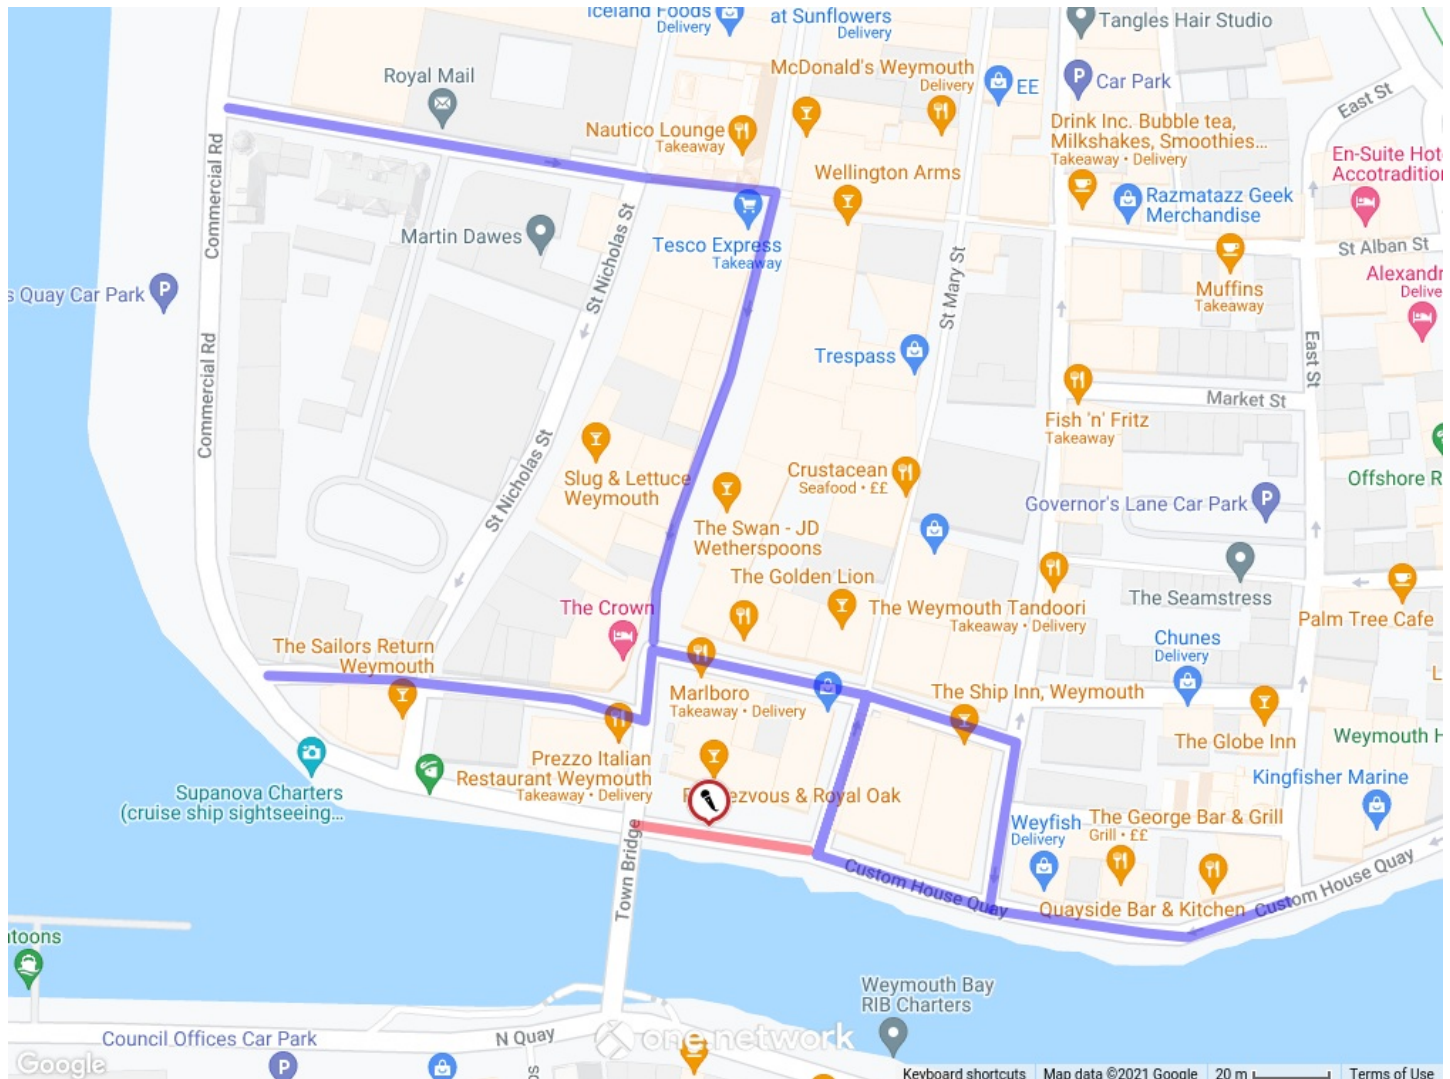 Iceland Foods
Delivery
at Sunflowers
Delivery
Tangles Hair Studio
Royal Mail
McDonald's Weymouth
Delivery
EE
Car Park
East St
Nautico Lounge
Takeaway
Drink Inc. Bubble tea,
Milkshakes, Smoothies...
Takeaway • Delivery
Wellington Arms
En-Suite Hot
Accotradition
Commercial Rd
Razmatazz Geek
Merchandise
Martin Dawes
St Nicholas St
Tesco Express
Takeaway
St Mary St
St Alban St
s Quay Car Park
Muffins
Takeaway
Alexandr
Delive
Trespass
Commercial Rd
East St
Market St
Fish 'n' Fritz
Takeaway
Slug & Lettuce
Weymouth
St Nicholas St
Crustacean
Seafood • ££
Offshore R
Governor's Lane Car Park
The Swan - JD
Wetherspoons
The Golden Lion
The Crown
The Weymouth Tandoori
Takeaway • Delivery
The Seamstress
Palm Tree Cafe
The Sailors Return
Weymouth
Chunes
Delivery
L
Marlboro
Takeaway • Delivery
The Ship Inn, Weymouth
The Globe Inn
Weymouth H
Prezzo Italian
Restaurant Weymouth
Takeaway • Delivery
Supanova Charters
(cruise ship sightseeing...
Kingfisher Marine
ezvous & Royal Oak
Weyfish
Delivery
The George Bar & Grill
Grill • ££
Town Bridge
Custom House Quay
Quayside Bar & Kitchen
Custom House Quay
ntoons
Weymouth Bay
RIB Charters
Council Offices Car Park
N Quay
one.network
Google
Keyboard shortcuts
Map data ©2021 Google
20 m
Terms of Use